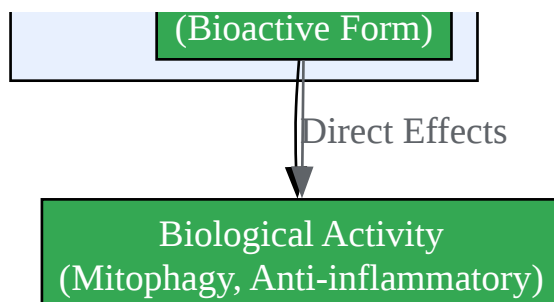 (Bioactive Form)
Direct Effects
Biological Activity
(Mitophagy, Anti-inflammatory)